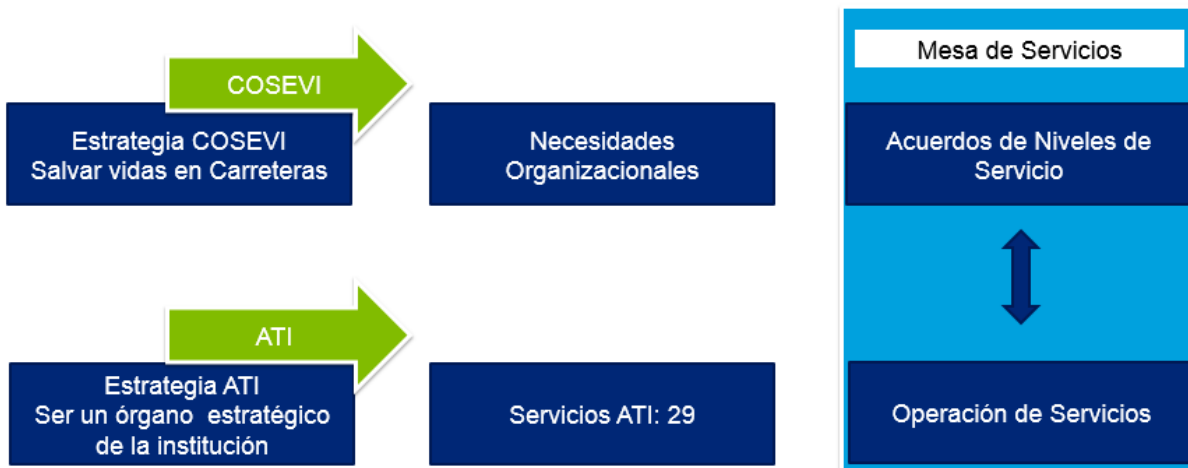 COSEVI
Estrategia COSEVI
Salvar vidas en Carreteras
Necesidades
Organizacionales
Mesa de Servicios
Acuerdos de Niveles de
Servicio
ATI
Estrategia ATI
Ser un órgano estratégico
de la institución
Servicios ATI: 29
Operación de Servicios